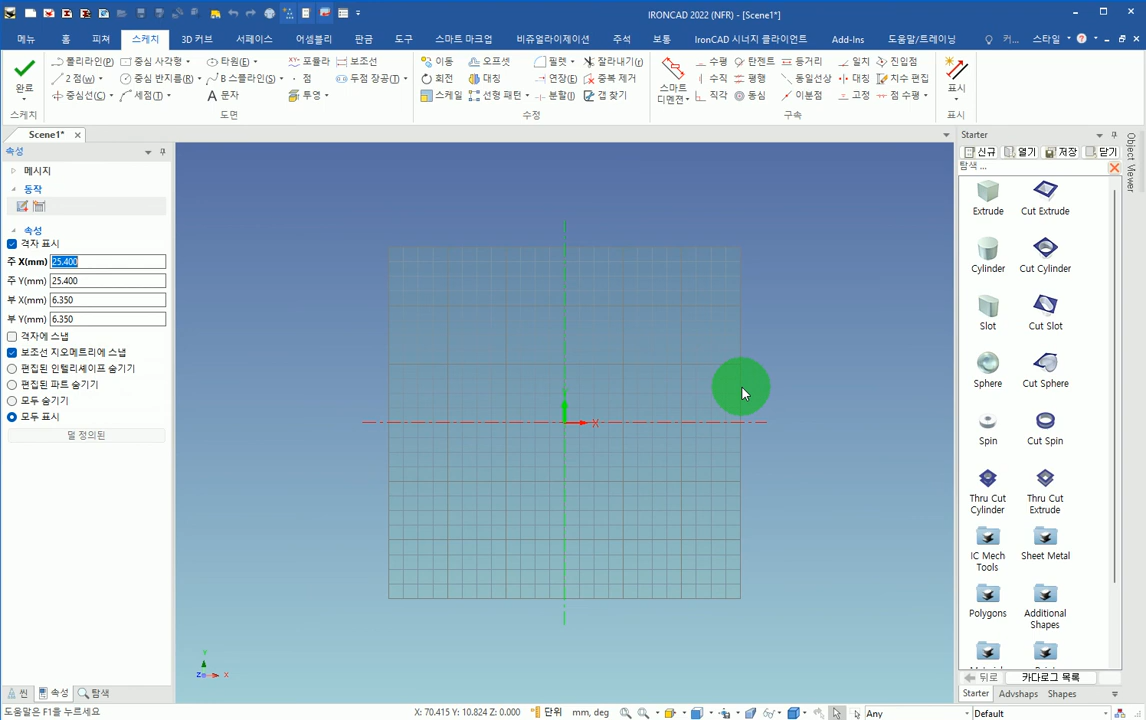 IRONCAD 2022 (NFR) - [Scene1*]
메뉴 홈 피쳐 스케치 3D 커브 서페이스 어셈블리 판금 도구 스마트 마크업 비쥬얼라이제이션 주석 보통 IronCAD 시너지 클라이언트 Add-Ins 도움말/트레이닝 커... 스타일
폴리라인(P) 중심 사각형 타원(E) 포뮬라 보조선 이동 오프셋 필렛 잘라내기(r) 수평 탄젠트 등거리 일치 진입점
2점(w) 중심 반지름(R) B 스플라인(S) 점 두점 장공(T) 회전 대칭 연장(E) 중복 제거 수직 평행 동일선상 대칭 치수 편집
중심선(C) 세점(T) 문자 투영 스케일 선형 패턴 분할(I) 갭 찾기 직각 동심 이분점 고정 점 수평
완료 스마트 디멘젼 표시
스케치 도면 수정 구속 표시
Scene1*
속성
메시지
동작
속성
격자 표시
주 X(mm) 25.400
주 Y(mm) 25.400
부 X(mm) 6.350
부 Y(mm) 6.350
격자에 스냅
보조선 지오메트리에 스냅
편집된 인텔리셰이프 숨기기
편집된 파트 숨기기
모두 숨기기
모두 표시
덜 정의된
X
Y
Y
Z
X
Starter
신규 열기 저장 닫기
탐색 ...
Extrude Cut Extrude
Cylinder Cut Cylinder
Slot Cut Slot
Sphere Cut Sphere
Spin Cut Spin
Thru Cut Cylinder Thru Cut Extrude
IC Mech Tools Sheet Metal
Polygons Additional Shapes
뒤로 카다로그 목록
Starter Advshaps Shapes
Object Viewer
씬 속성 탐색
도움말은 F1을 누르세요 X: 70.415 Y: 10.824 Z: 0.000 단위 mm, deg Any Default